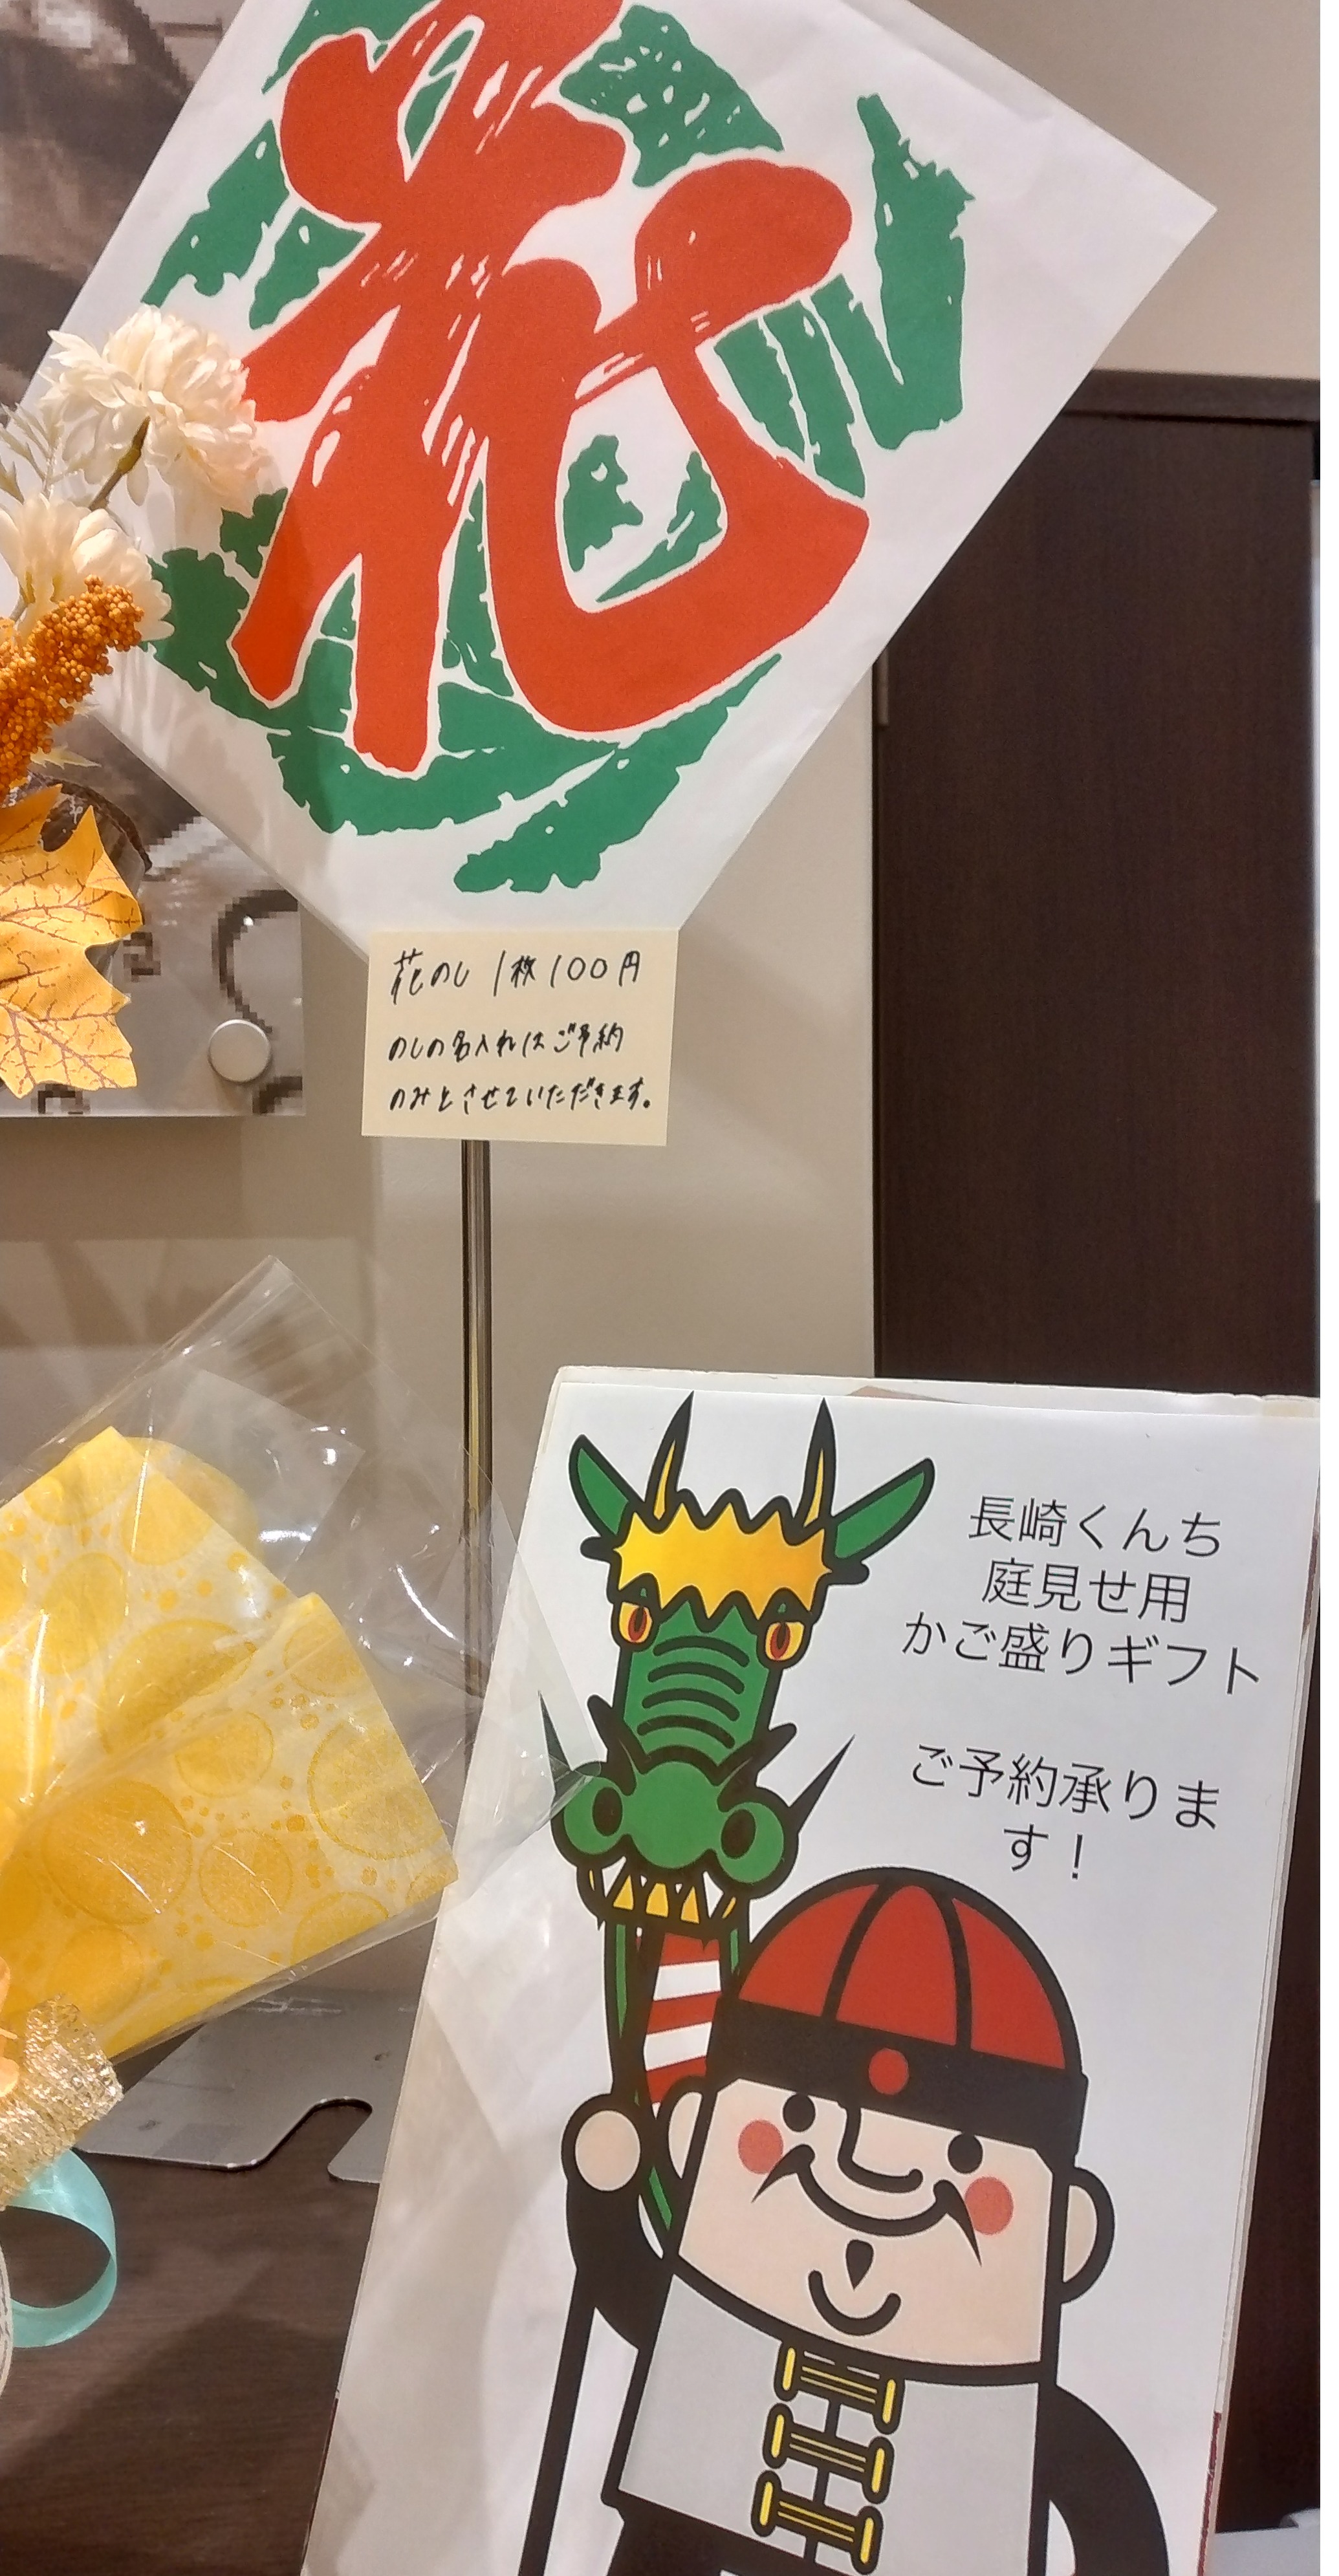 花
花のし 1枚100円
のしの名入れはご予約
のみとさせていただきます。
長崎くんち
庭見せ用
かご盛りギフト
ご予約承りま
す！